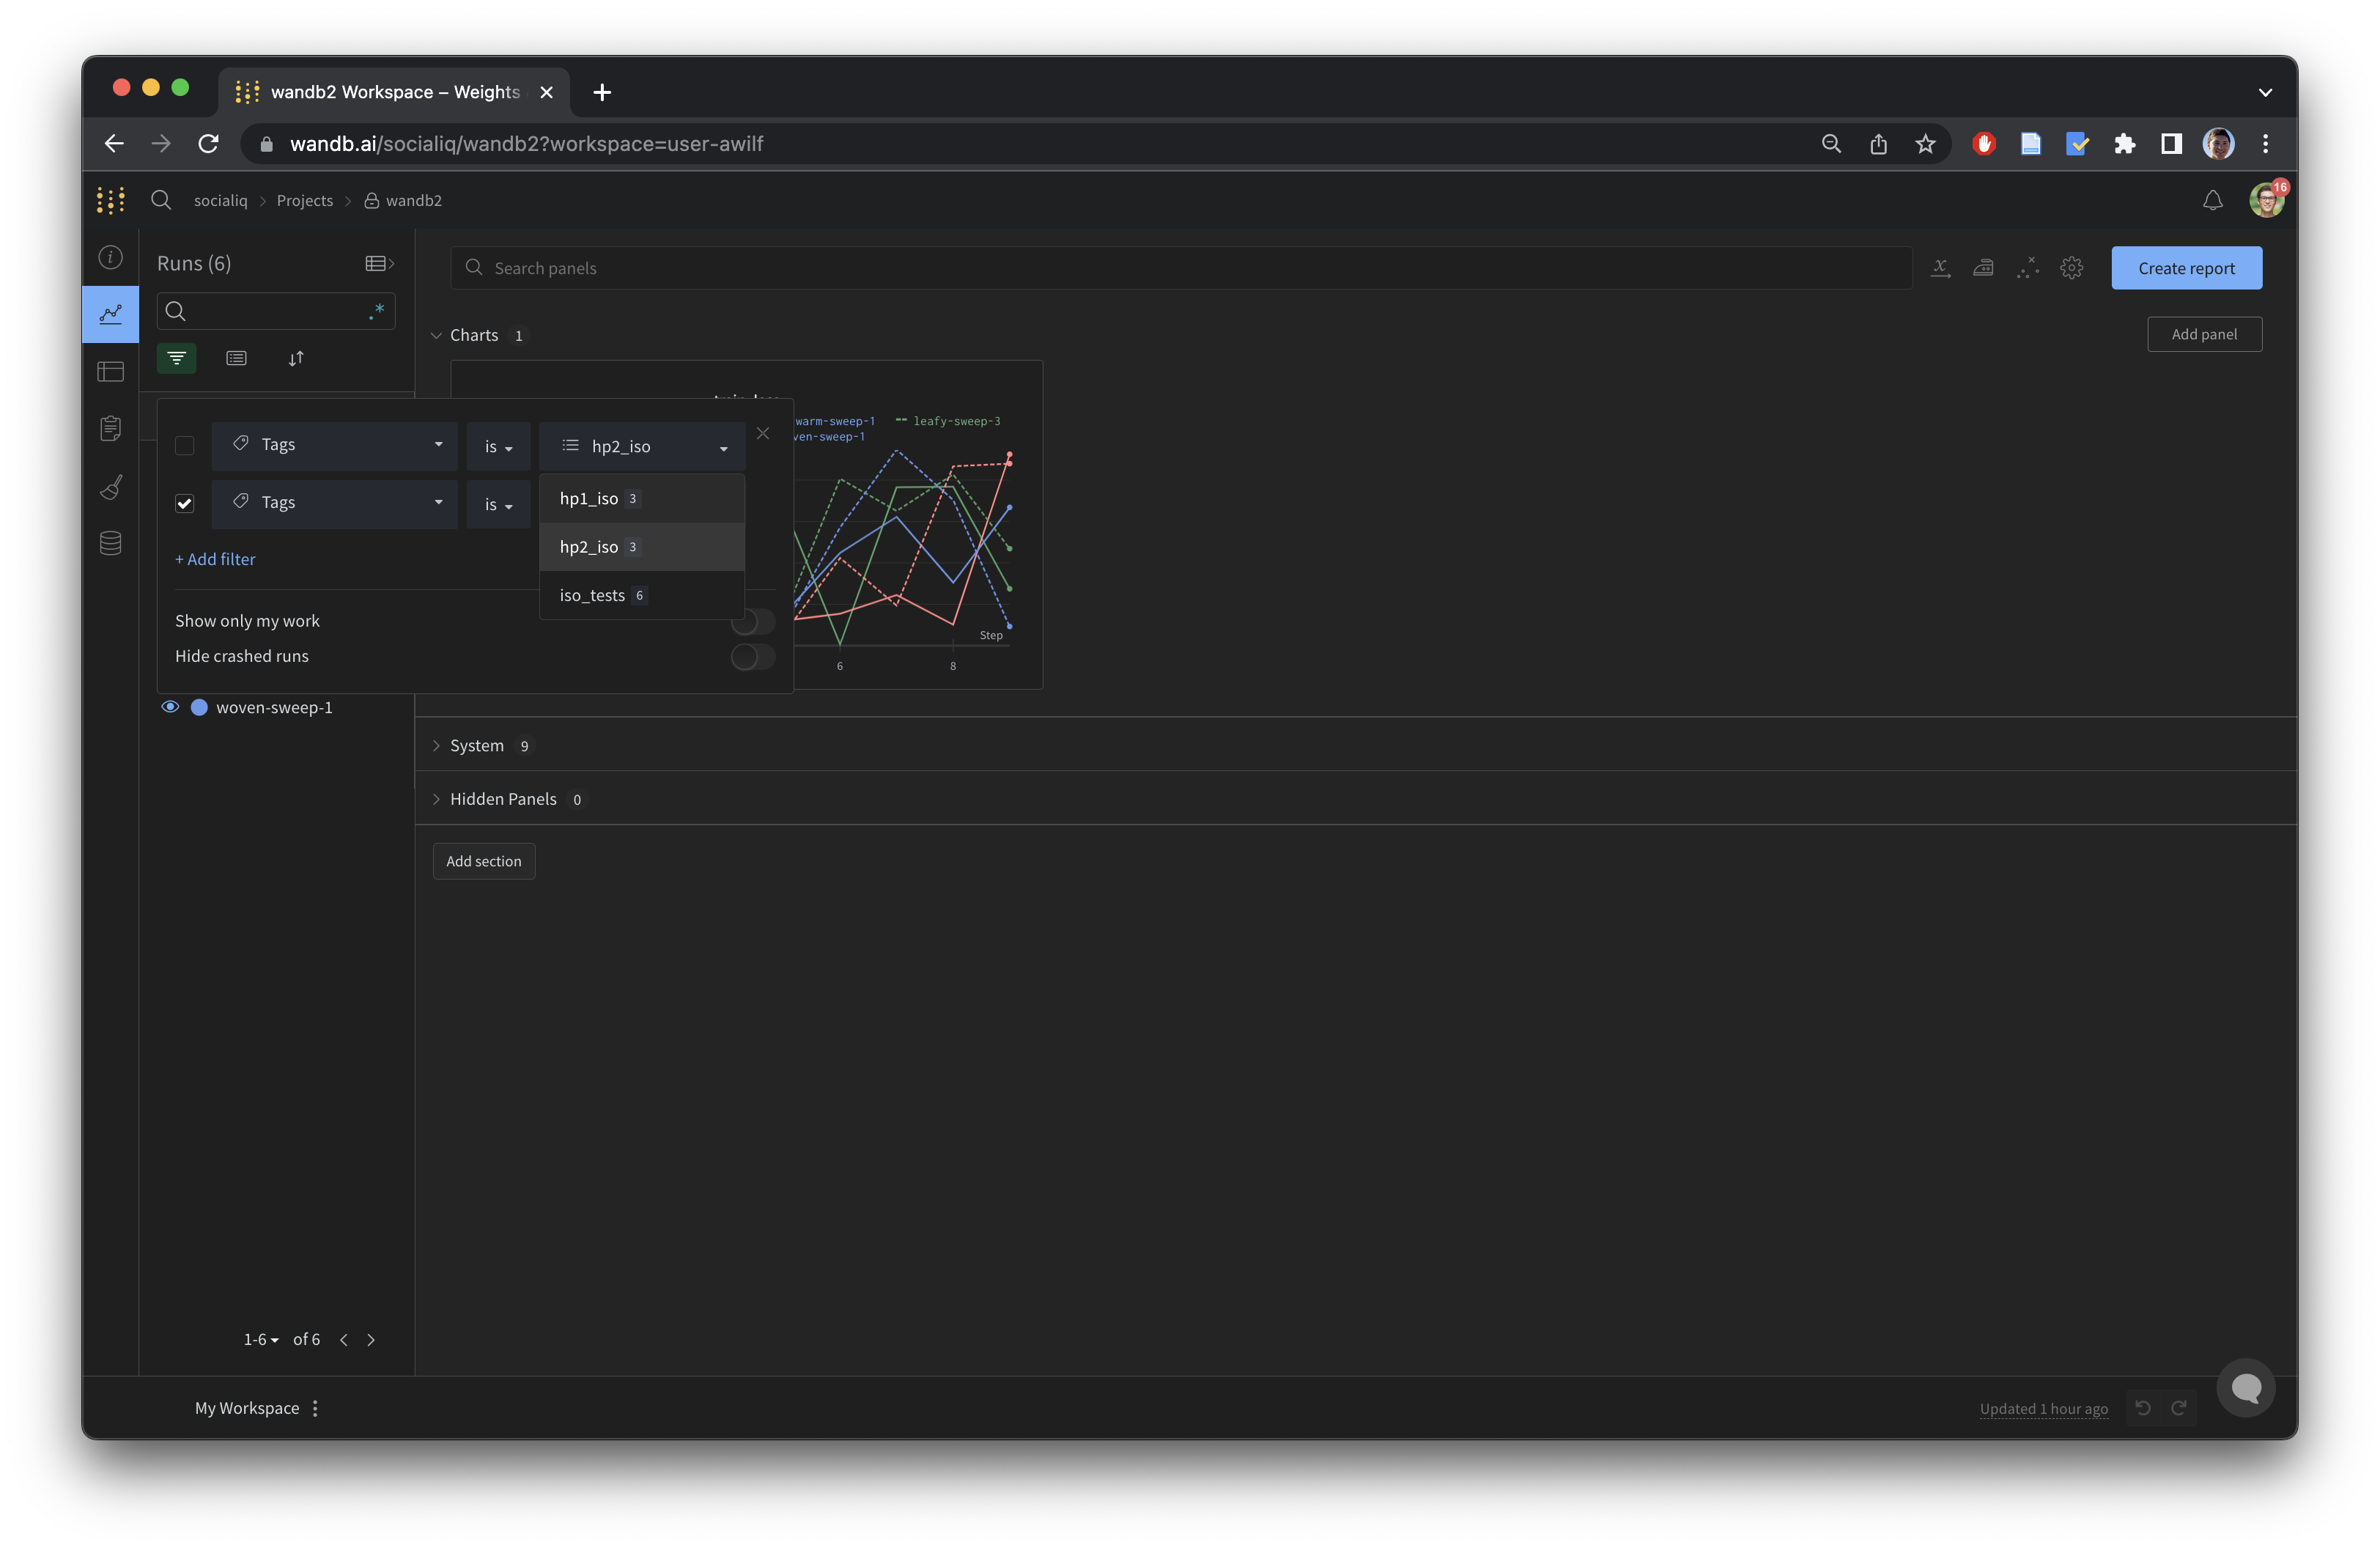 wandb2 Workspace – Weights
wandb.ai/socialiq/wandb2?workspace=user-awilf
socialiq > Projects > wandb2
16
Runs (6)
Search panels
Create report
.*
Charts 1
Add panel
warm-sweep-1 leafy-sweep-3
ven-sweep-1
Tags is hp2_iso
Tags is
hp1_iso 3
hp2_iso 3
iso_tests 6
+ Add filter
Show only my work
Hide crashed runs
Step
6 8
woven-sweep-1
System 9
Hidden Panels 0
Add section
1-6 of 6
My Workspace
Updated 1 hour ago